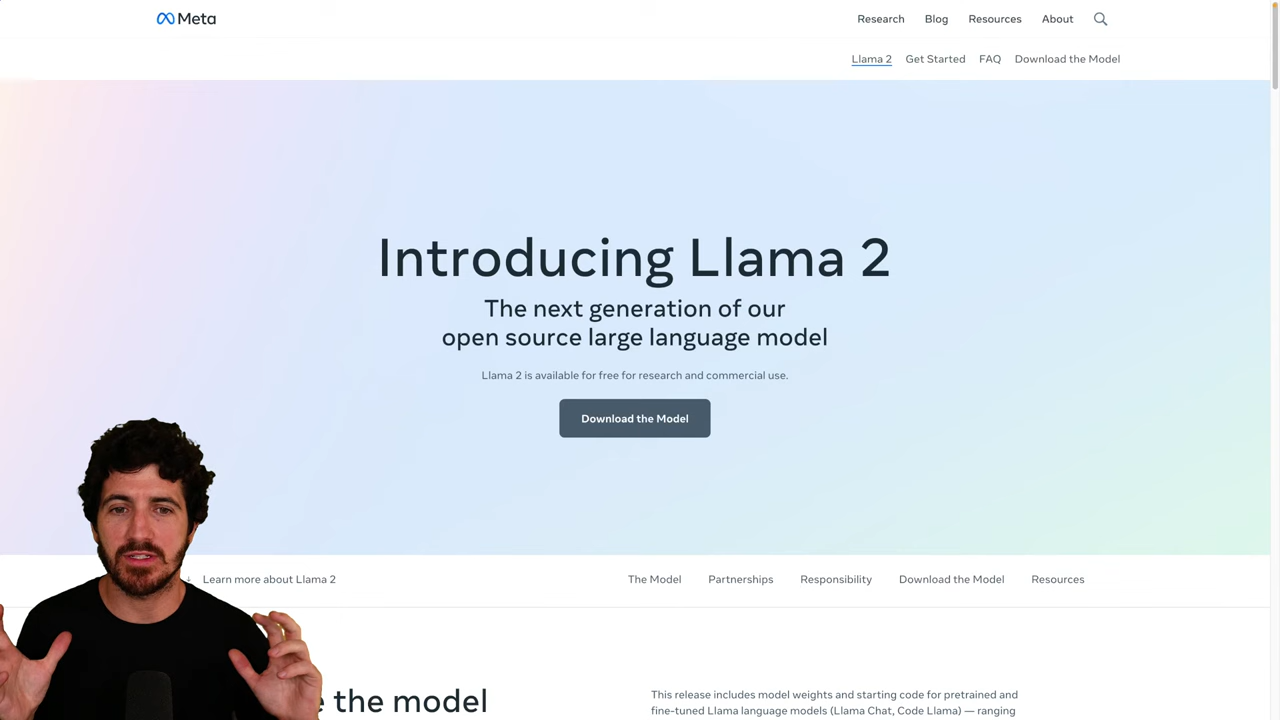 Meta
Research Blog Resources About
Llama 2 Get Started FAQ Download the Model
Introducing Llama 2
The next generation of our
open source large language model
Llama 2 is available for free for research and commercial use.
Download the Model
Learn more about Llama 2
The Model Partnerships Responsibility Download the Model Resources
the model
This release includes model weights and starting code for pretrained and
fine-tuned Llama language models (Llama Chat, Code Llama) — ranging